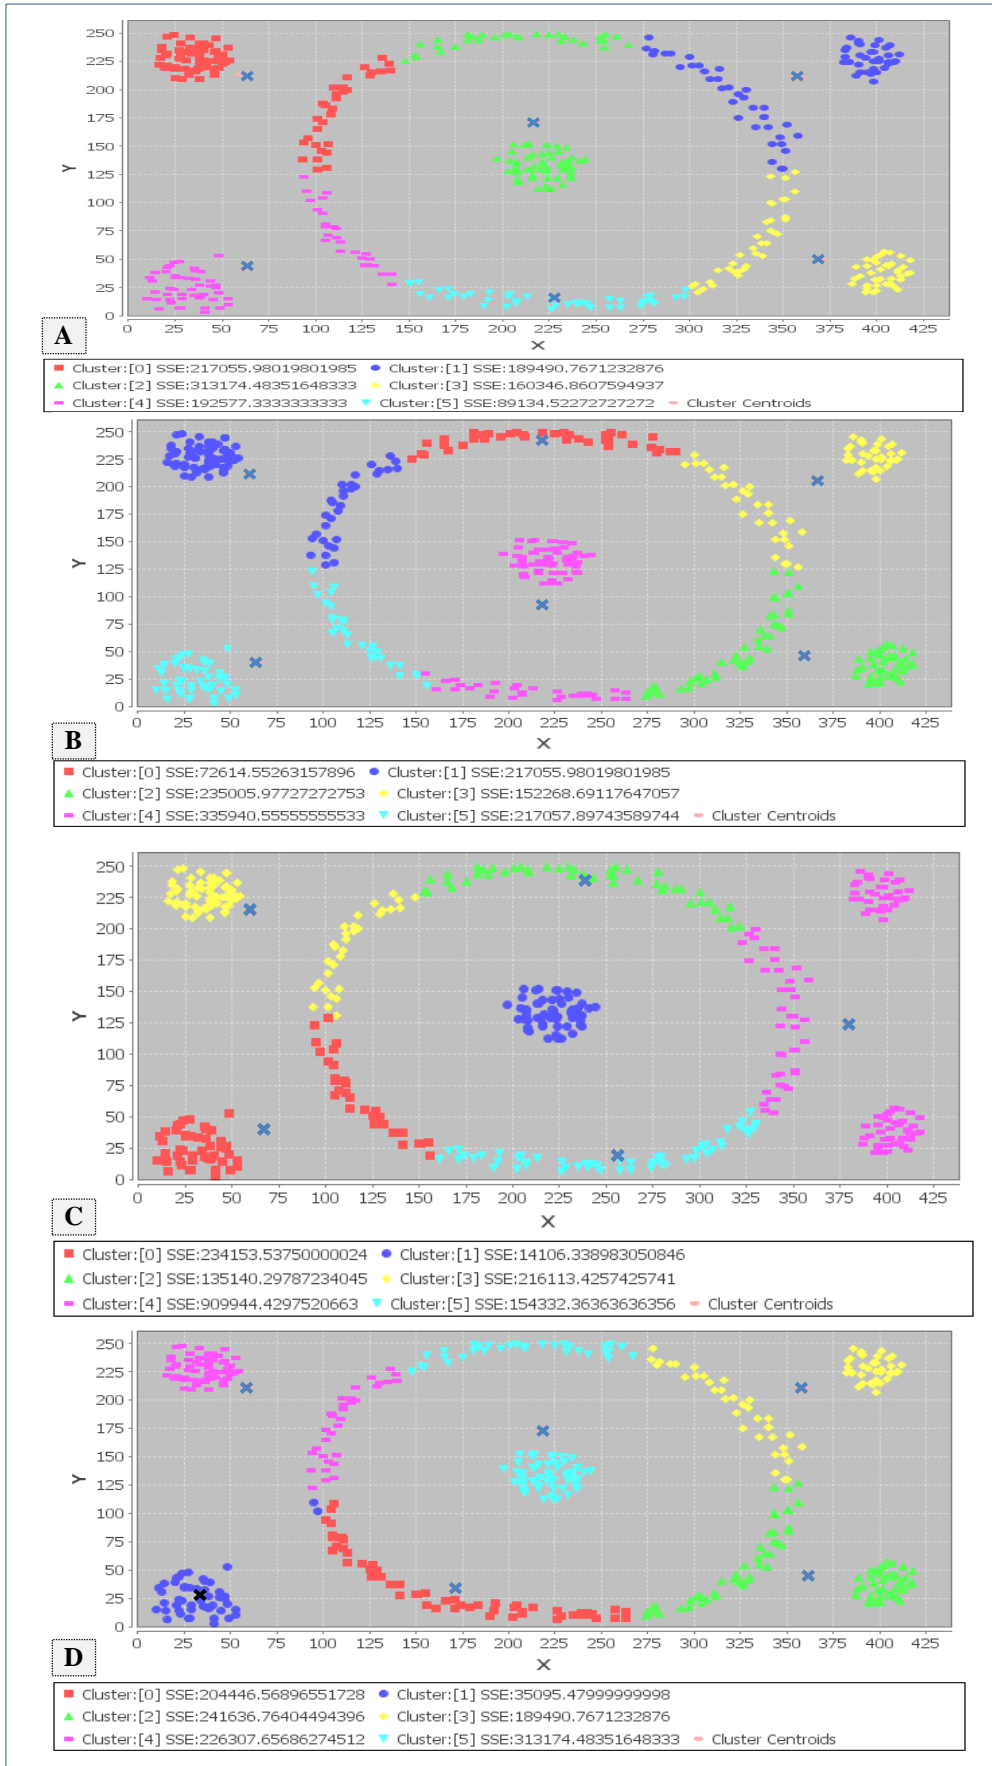 250
225
200
175
150
125
100
75
50
25
0
Y
0 25 50 75 100 125 150 175 200 225 250 275 300 325 350 375 400 425
X
A
Cluster:[0] SSE:217055.98019801985 Cluster:[1] SSE:189490.7671232876
Cluster:[2] SSE:313174.48351648333 Cluster:[3] SSE:160346.8607594937
Cluster:[4] SSE:192577.3333333333 Cluster:[5] SSE:89134.52272727272 Cluster Centroids
250
225
200
175
150
125
100
75
50
25
0
Y
0 25 50 75 100 125 150 175 200 225 250 275 300 325 350 375 400 425
X
B
Cluster:[0] SSE:72614.55263157896 Cluster:[1] SSE:217055.98019801985
Cluster:[2] SSE:235005.97727272753 Cluster:[3] SSE:152268.69117647057
Cluster:[4] SSE:335940.55555555533 Cluster:[5] SSE:217057.89743589744 Cluster Centroids
250
225
200
175
150
125
100
75
50
25
0
Y
0 25 50 75 100 125 150 175 200 225 250 275 300 325 350 375 400 425
X
C
Cluster:[0] SSE:234153.53750000024 Cluster:[1] SSE:14106.338983050846
Cluster:[2] SSE:135140.29787234045 Cluster:[3] SSE:216113.4257425741
Cluster:[4] SSE:909944.4297520663 Cluster:[5] SSE:154332.36363636356 Cluster Centroids
250
225
200
175
150
125
100
75
50
25
0
Y
0 25 50 75 100 125 150 175 200 225 250 275 300 325 350 375 400 425
X
D
Cluster:[0] SSE:204446.56896551728 Cluster:[1] SSE:35095.47999999998
Cluster:[2] SSE:241636.76404494396 Cluster:[3] SSE:189490.7671232876
Cluster:[4] SSE:226307.65686274512 Cluster:[5] SSE:313174.48351648333 Cluster Centroids